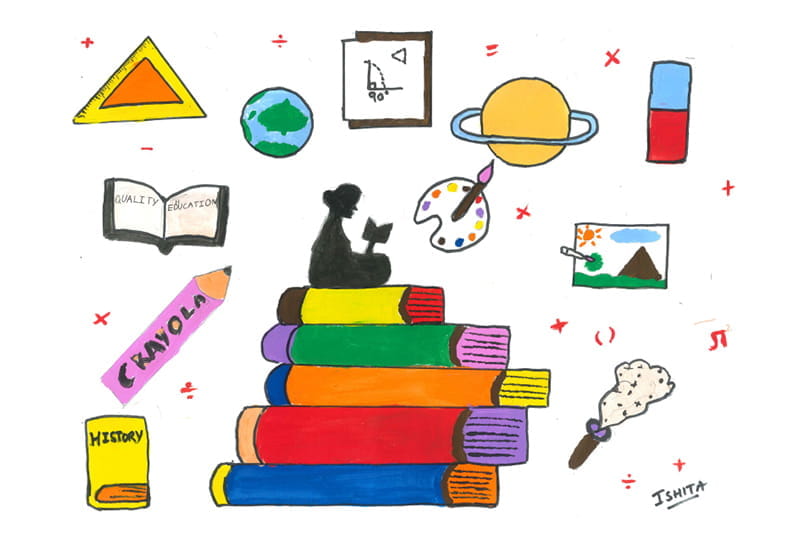 90°
QUALITY EDUCATION
CRAYOLA
HISTORY
ISHITA